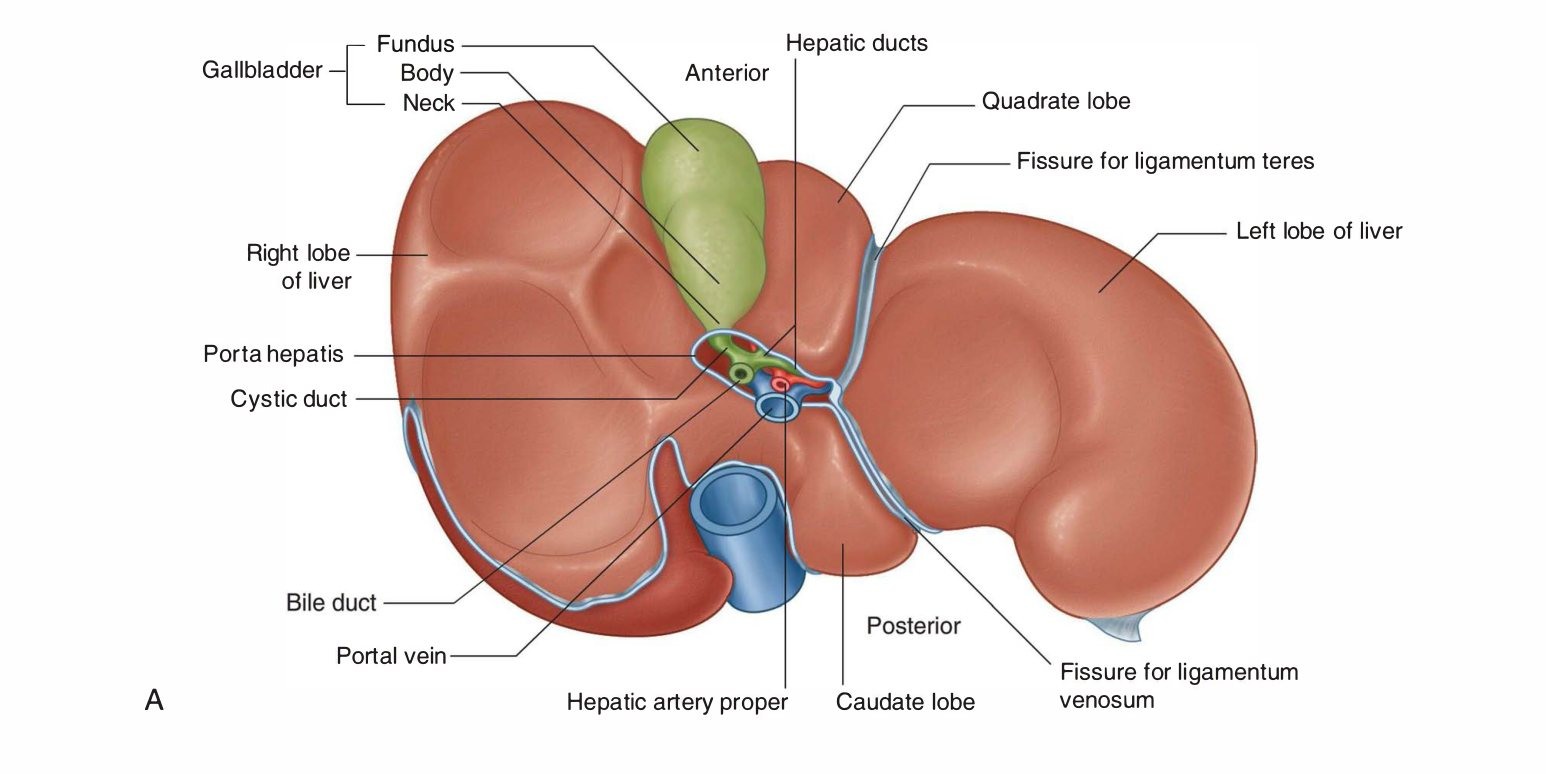 Hepatic ducts
Fundus
Gallbladder
Body
Anterior
Neck
Quadrate lobe
Fissure for ligamentum teres
Left lobe of liver
Right lobe
of liver
Porta hepatis
Cystic duct
Bile duct
Posterior
Portal vein
Fissure for ligamentum
venosum
Hepatic artery proper
Caudate lobe
A